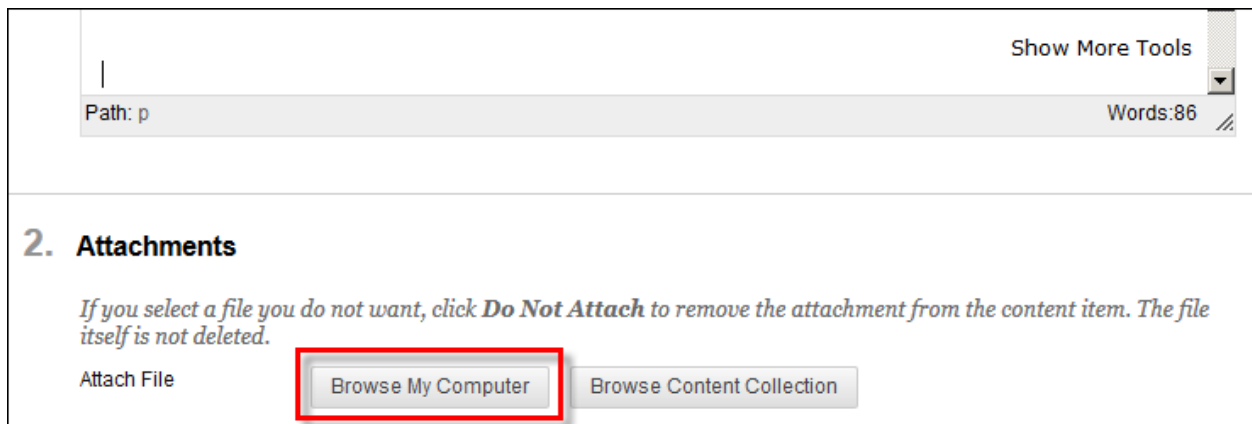 Show More Tools
Path: p Words:86
2. Attachments
If you select a file you do not want, click Do Not Attach to remove the attachment from the content item. The file
itself is not deleted.
Attach File Browse My Computer Browse Content Collection